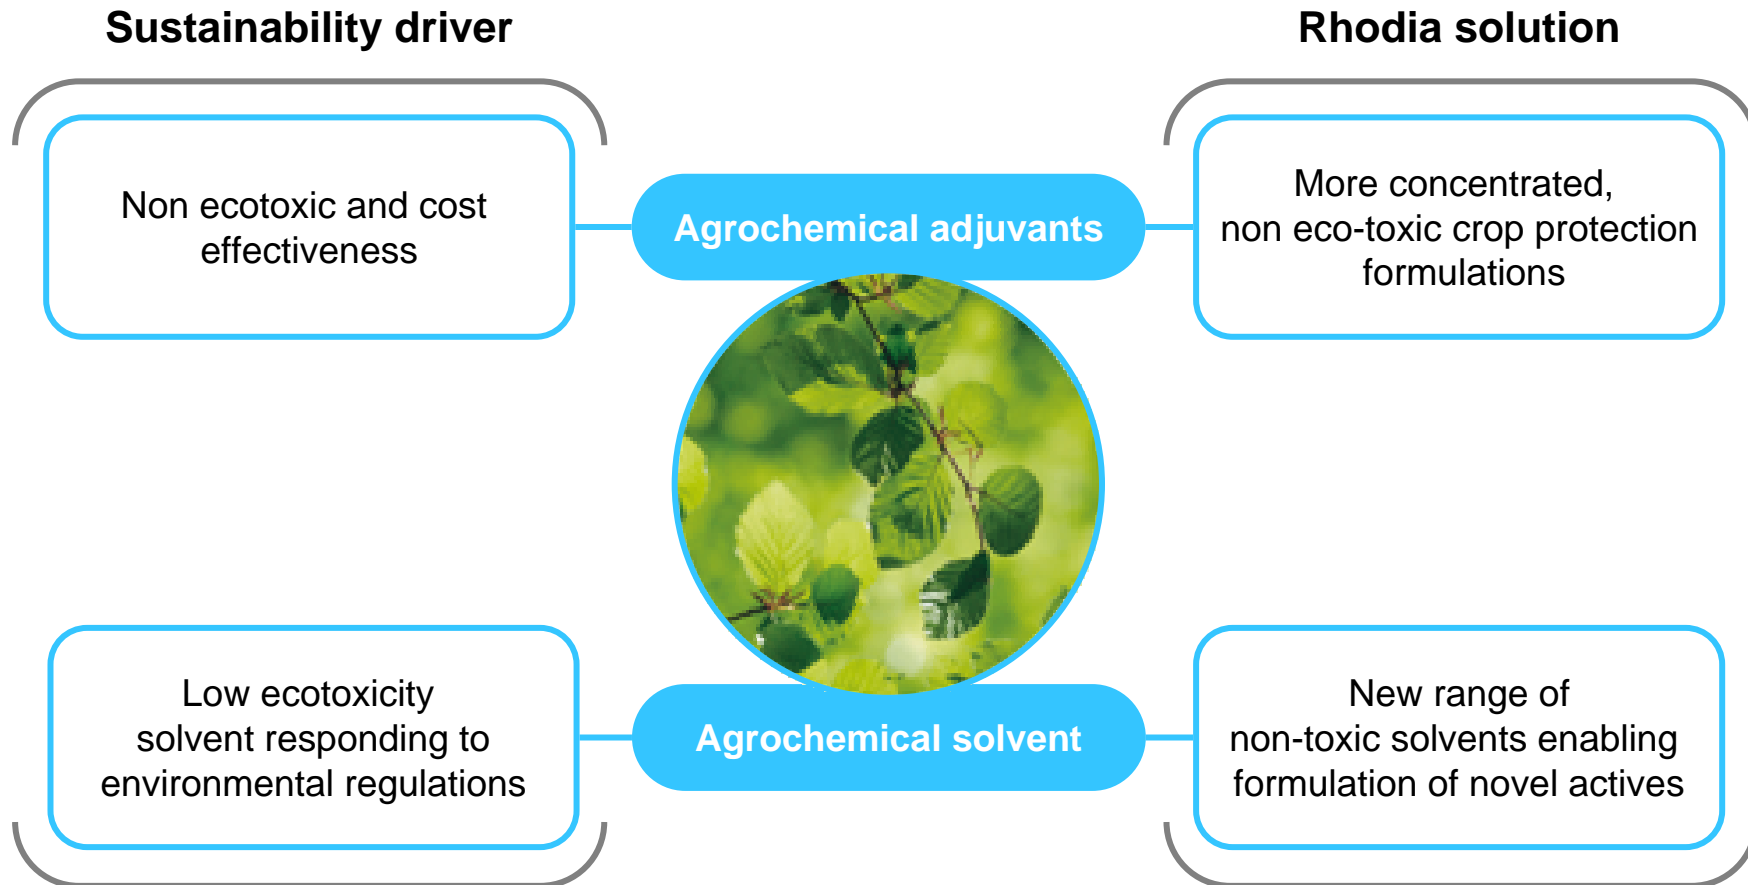 Sustainability driver
Rhodia solution
Non ecotoxic and cost
effectiveness
Agrochemical adjuvants
More concentrated,
non eco-toxic crop protection
formulations
Low ecotoxicity
solvent responding to
environmental regulations
Agrochemical solvent
New range of
non-toxic solvents enabling
formulation of novel actives